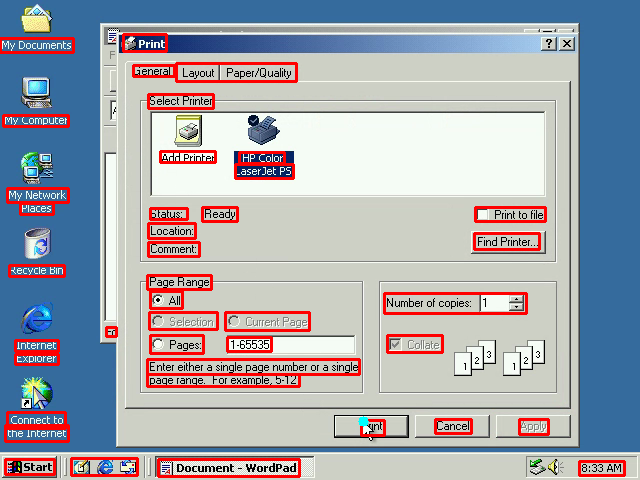 My Documents
My Computer
My Network
Places
Recycle Bin
Internet
Explorer
Connect to
the Internet
Print
General
Layout
Paper/Quality
Select Printer
Add Printer
HP Color
LaserJet PS
Status:
Ready
Print to file
Location:
Comment:
Find Printer...
Page Range
All
Selection
Current Page
Pages:
1-65535
Enter either a single page number or a single
page range. For example, 5-12
Number of copies:
1
Collate
1 2 3
1 2 3
Cancel
Apply
Start
Document - WordPad
8:33 AM